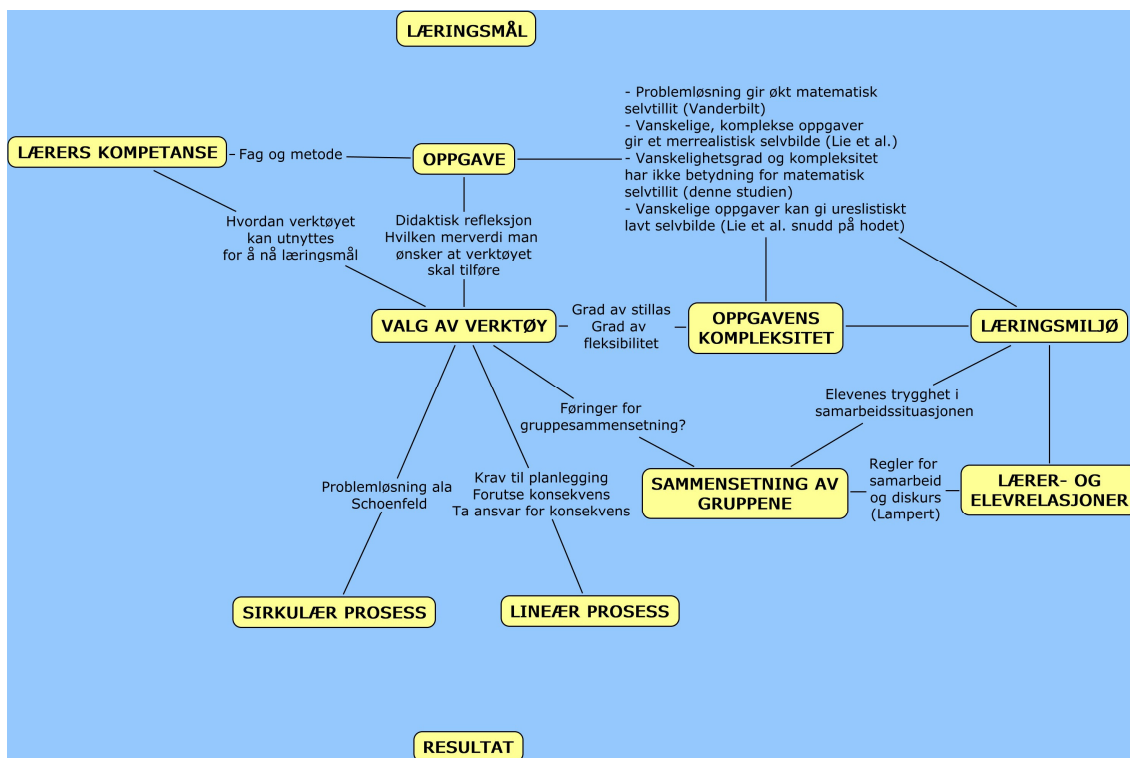 LÆRINGSMÅL
- Problemløsning gir økt matematisk
selvtillit (Vanderbilt)
- Vanskelige, komplekse oppgaver
gir et merrealistisk selvbilde (Lie et al.)
- Vanskelighetsgrad og kompleksitet
har ikke betydning for matematisk
selvtillit (denne studien)
- Vanskelige oppgaver kan gi ureslistiskt
lavt selvbilde (Lie et al. snudd på hodet)
LÆRERS KOMPETANSE
- Fag og metode
OPPGAVE
Hvordan verktøyet
kan utnyttes
for å nå læringsmål
Didaktisk refleksjon
Hvilken merverdi man
ønsker at verktøyet
skal tilføre
VALG AV VERKTØY
Grad av stillas
Grad av
fleksibilitet
OPPGAVENS
KOMPLEKSITET
LÆRINGSMILJØ
Føringer for
gruppesammensetning?
Elevenes trygghet i
samarbeidssituasjonen
Problemløsning ala
Schoenfeld
Krav til planlegging
Forutse konsekvens
Ta ansvar for konsekvens
SAMMENSETNING AV
GRUPPENE
Regler for
samarbeid
og diskurs
(Lampert)
LÆRER- OG
ELEVRELASJONER
SIRKULÆR PROSESS
LINEÆR PROSESS
RESULTAT